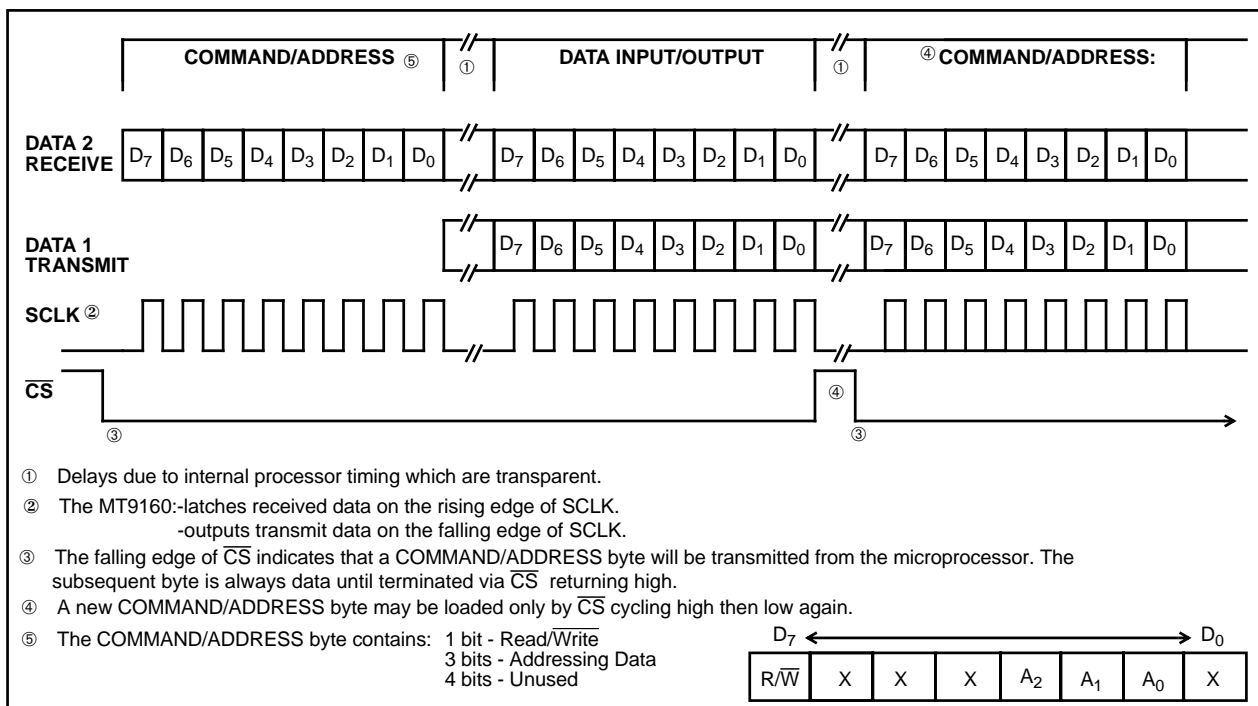 COMMAND/ADDRESS ⑤ ① DATA INPUT/OUTPUT ① ④ COMMAND/ADDRESS:
DATA 2
RECEIVE
D₇ D₆ D₅ D₄ D₃ D₂ D₁ D₀ D₇ D₆ D₅ D₄ D₃ D₂ D₁ D₀ D₇ D₆ D₅ D₄ D₃ D₂ D₁ D₀
DATA 1
TRANSMIT
D₇ D₆ D₅ D₄ D₃ D₂ D₁ D₀ D₇ D₆ D₅ D₄ D₃ D₂ D₁ D₀
SCLK ②
C̅S̅ ④
③ ③
① Delays due to internal processor timing which are transparent.
② The MT9160:-latches received data on the rising edge of SCLK.
-outputs transmit data on the falling edge of SCLK.
③ The falling edge of C̅S̅ indicates that a COMMAND/ADDRESS byte will be transmitted from the microprocessor. The
subsequent byte is always data until terminated via C̅S̅ returning high.
④ A new COMMAND/ADDRESS byte may be loaded only by C̅S̅ cycling high then low again.
⑤ The COMMAND/ADDRESS byte contains: 1 bit - Read/W̅r̅i̅t̅e̅
3 bits - Addressing Data
4 bits - Unused
D₇ D₀
R/W̅ X X X A₂ A₁ A₀ X